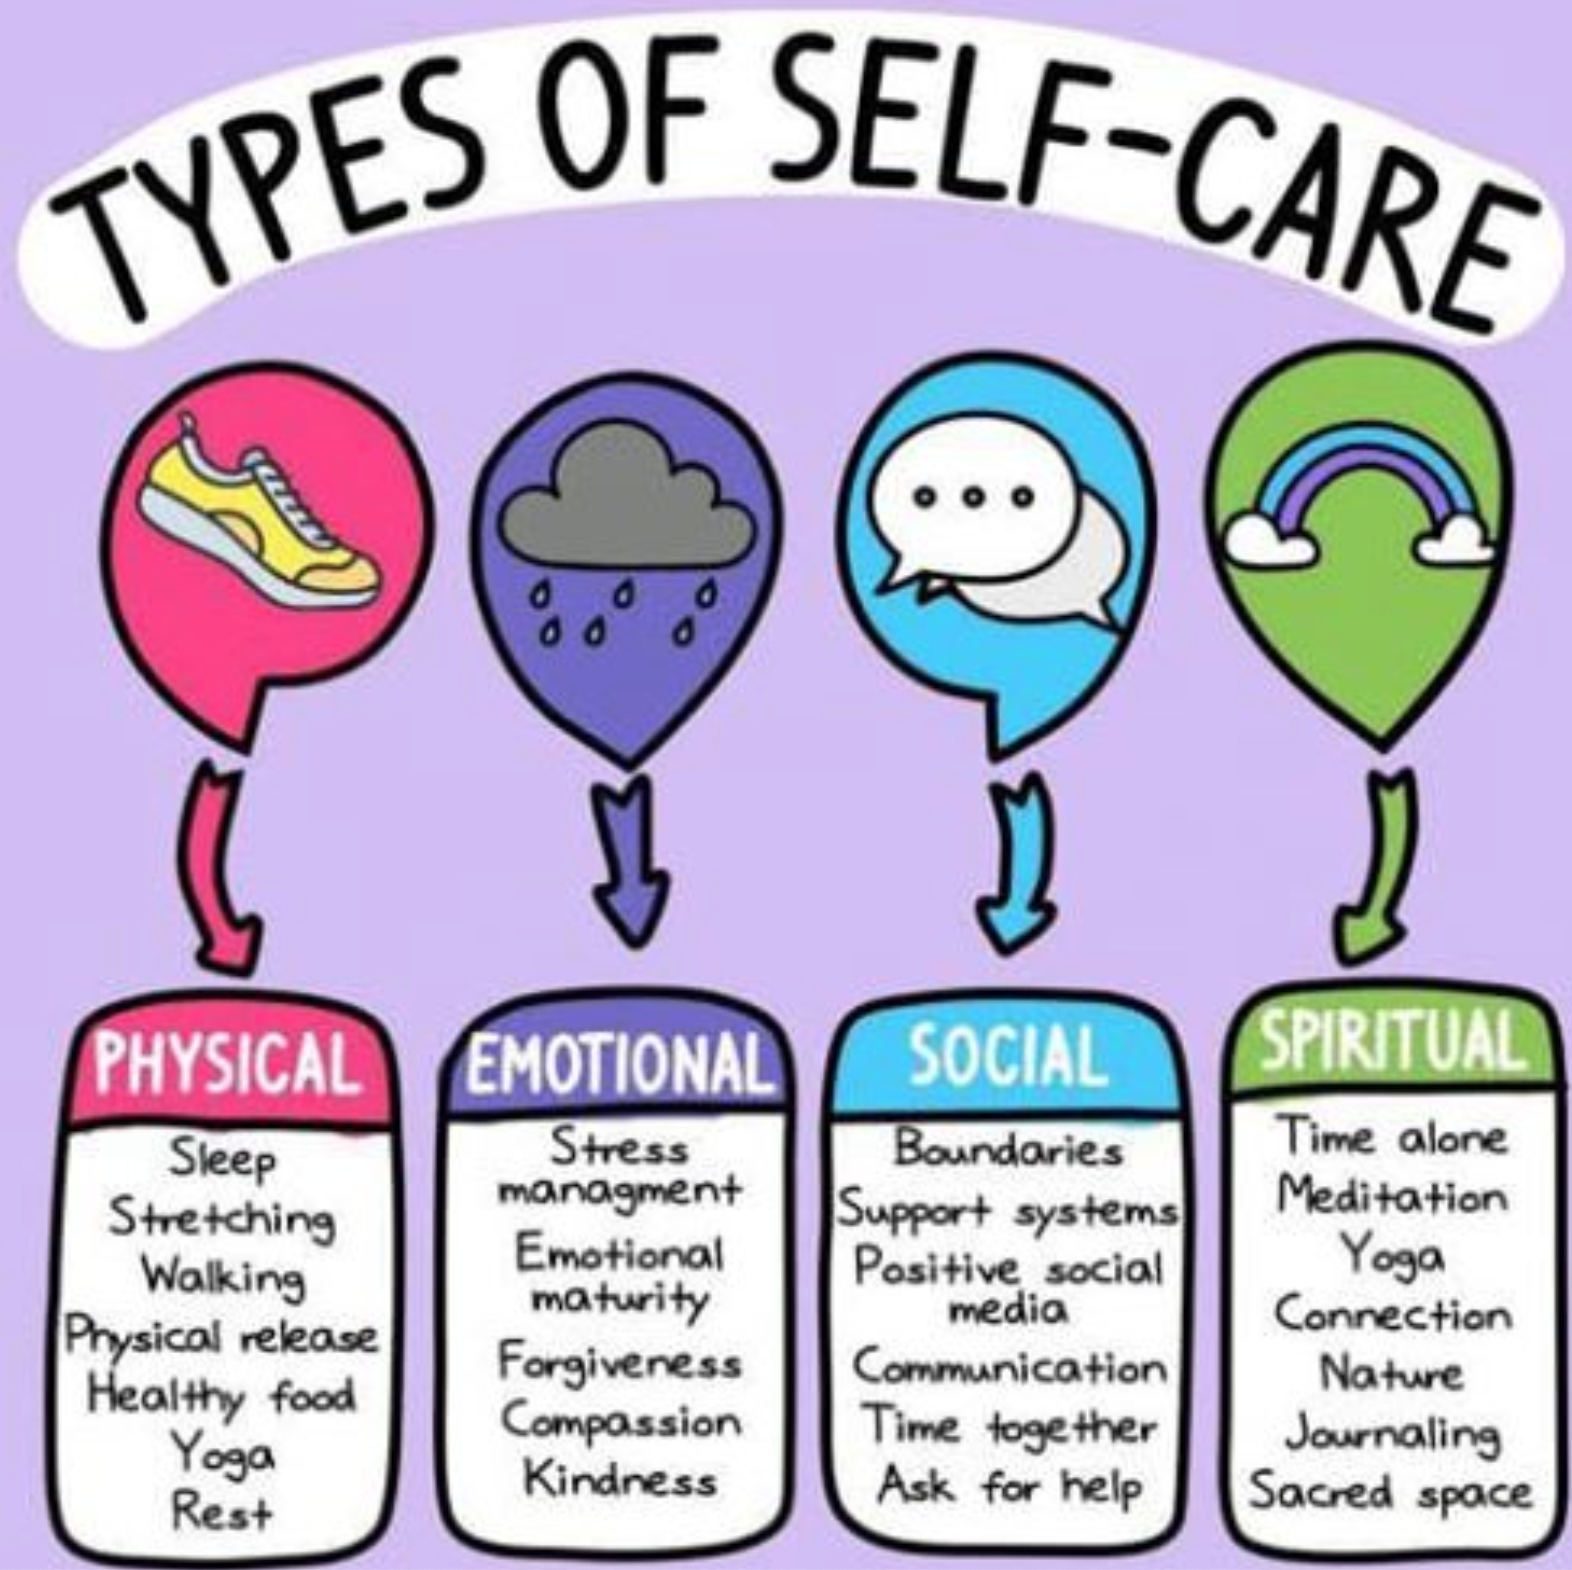 TYPES OF SELF-CARE
PHYSICAL
Sleep
Stretching
Walking
Physical release
Healthy food
Yoga
Rest
EMOTIONAL
Stress
managment
Emotional
maturity
Forgiveness
Compassion
Kindness
SOCIAL
Boundaries
Support systems
Positive social
media
Communication
Time together
Ask for help
SPIRITUAL
Time alone
Meditation
Yoga
Connection
Nature
Journaling
Sacred space